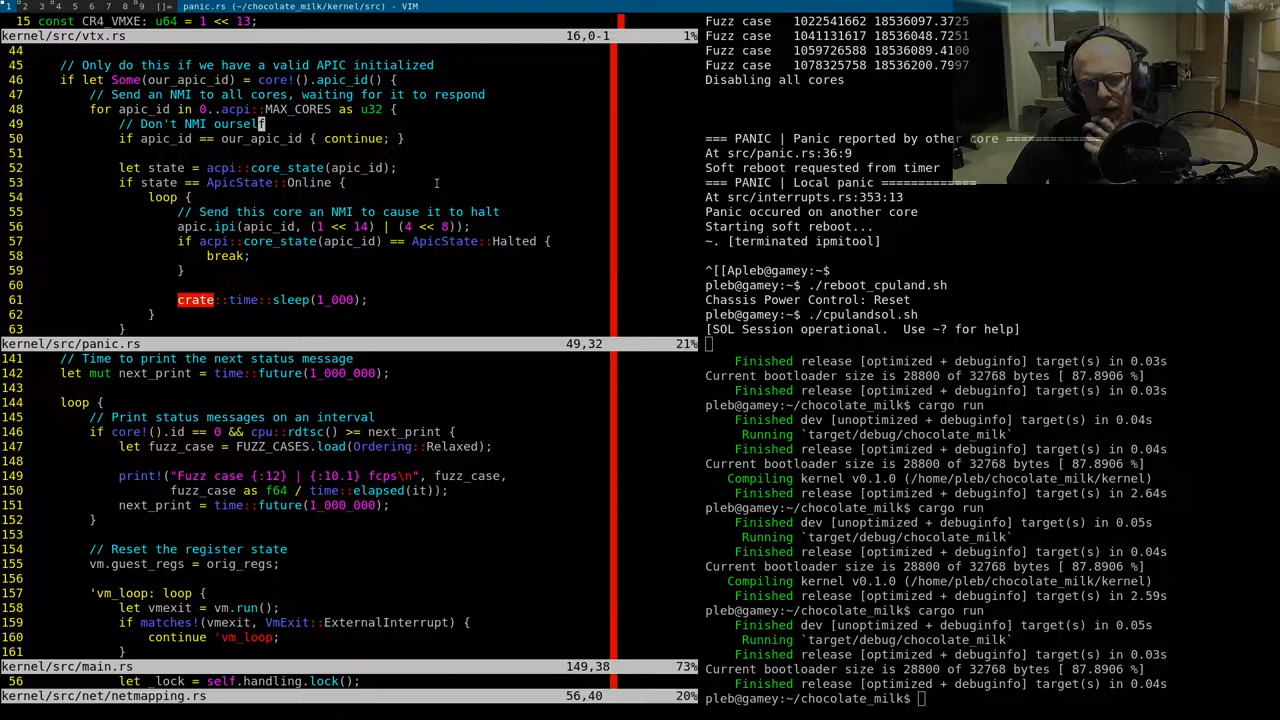 1 2 3 4 5 6 7 8 9 []= panic.rs (~/chocolate_milk/kernel/src) - VIM
dwm-6.1
15 const CR4_VMXE: u64 = 1 << 13;
kernel/src/vtx.rs 16,0-1 1%
44
45 // Only do this if we have a valid APIC initialized
46 if let Some(our_apic_id) = core!().apic_id() {
47 // Send an NMI to all cores, waiting for it to respond
48 for apic_id in 0..acpi::MAX_CORES as u32 {
49 // Don't NMI ourself
50 if apic_id == our_apic_id { continue; }
51
52 let state = acpi::core_state(apic_id);
53 if state == ApicState::Online {
54 loop {
55 // Send this core an NMI to cause it to halt
56 apic.ipi(apic_id, (1 << 14) | (4 << 8));
57 if acpi::core_state(apic_id) == ApicState::Halted {
58 break;
59 }
60
61 crate::time::sleep(1_000);
62 }
63 }
kernel/src/panic.rs 49,32 21%
141 // Time to print the next status message
142 let mut next_print = time::future(1_000_000);
143
144 loop {
145 // Print status messages on an interval
146 if core!().id == 0 && cpu::rdtsc() >= next_print {
147 let fuzz_case = FUZZ_CASES.load(Ordering::Relaxed);
148
149 print!("Fuzz case {:12} | {:10.1} fcps\n", fuzz_case,
150 fuzz_case as f64 / time::elapsed(it));
151 next_print = time::future(1_000_000);
152 }
153
154 // Reset the register state
155 vm.guest_regs = orig_regs;
156
157 'vm_loop: loop {
158 let vmexit = vm.run();
159 if matches!(vmexit, VmExit::ExternalInterrupt) {
160 continue 'vm_loop;
161 }
kernel/src/main.rs 149,38 73%
56 let _lock = self.handling.lock();
kernel/src/net/netmapping.rs 56,40 20%
Fuzz case 1022541662 18536097.3725
Fuzz case 1041131617 18536048.7251
Fuzz case 1059726588 18536089.4100
Fuzz case 1078325758 18536200.7997
Disabling all cores
=== PANIC | Panic reported by other core ============
At src/panic.rs:36:9
Soft reboot requested from timer
=== PANIC | Local panic =============
At src/interrupts.rs:353:13
Panic occured on another core
Starting soft reboot...
~. [terminated ipmitool]
^[[Apleb@gamey:~$
pleb@gamey:~$ ./reboot_cpuland.sh
Chassis Power Control: Reset
pleb@gamey:~$ ./cpulandsol.sh
[SOL Session operational. Use ~? for help]
Finished release [optimized + debuginfo] target(s) in 0.03s
Current bootloader size is 28800 of 32768 bytes [ 87.8906 %]
Finished release [optimized + debuginfo] target(s) in 0.03s
pleb@gamey:~/chocolate_milk$ cargo run
Finished dev [unoptimized + debuginfo] target(s) in 0.04s
Running `target/debug/chocolate_milk`
Finished release [optimized + debuginfo] target(s) in 0.04s
Current bootloader size is 28800 of 32768 bytes [ 87.8906 %]
Compiling kernel v0.1.0 (/home/pleb/chocolate_milk/kernel)
Finished release [optimized + debuginfo] target(s) in 2.64s
pleb@gamey:~/chocolate_milk$ cargo run
Finished dev [unoptimized + debuginfo] target(s) in 0.05s
Running `target/debug/chocolate_milk`
Finished release [optimized + debuginfo] target(s) in 0.04s
Current bootloader size is 28800 of 32768 bytes [ 87.8906 %]
Compiling kernel v0.1.0 (/home/pleb/chocolate_milk/kernel)
Finished release [optimized + debuginfo] target(s) in 2.59s
pleb@gamey:~/chocolate_milk$ cargo run
Finished dev [unoptimized + debuginfo] target(s) in 0.05s
Running `target/debug/chocolate_milk`
Finished release [optimized + debuginfo] target(s) in 0.03s
Current bootloader size is 28800 of 32768 bytes [ 87.8906 %]
Finished release [optimized + debuginfo] target(s) in 0.04s
pleb@gamey:~/chocolate_milk$